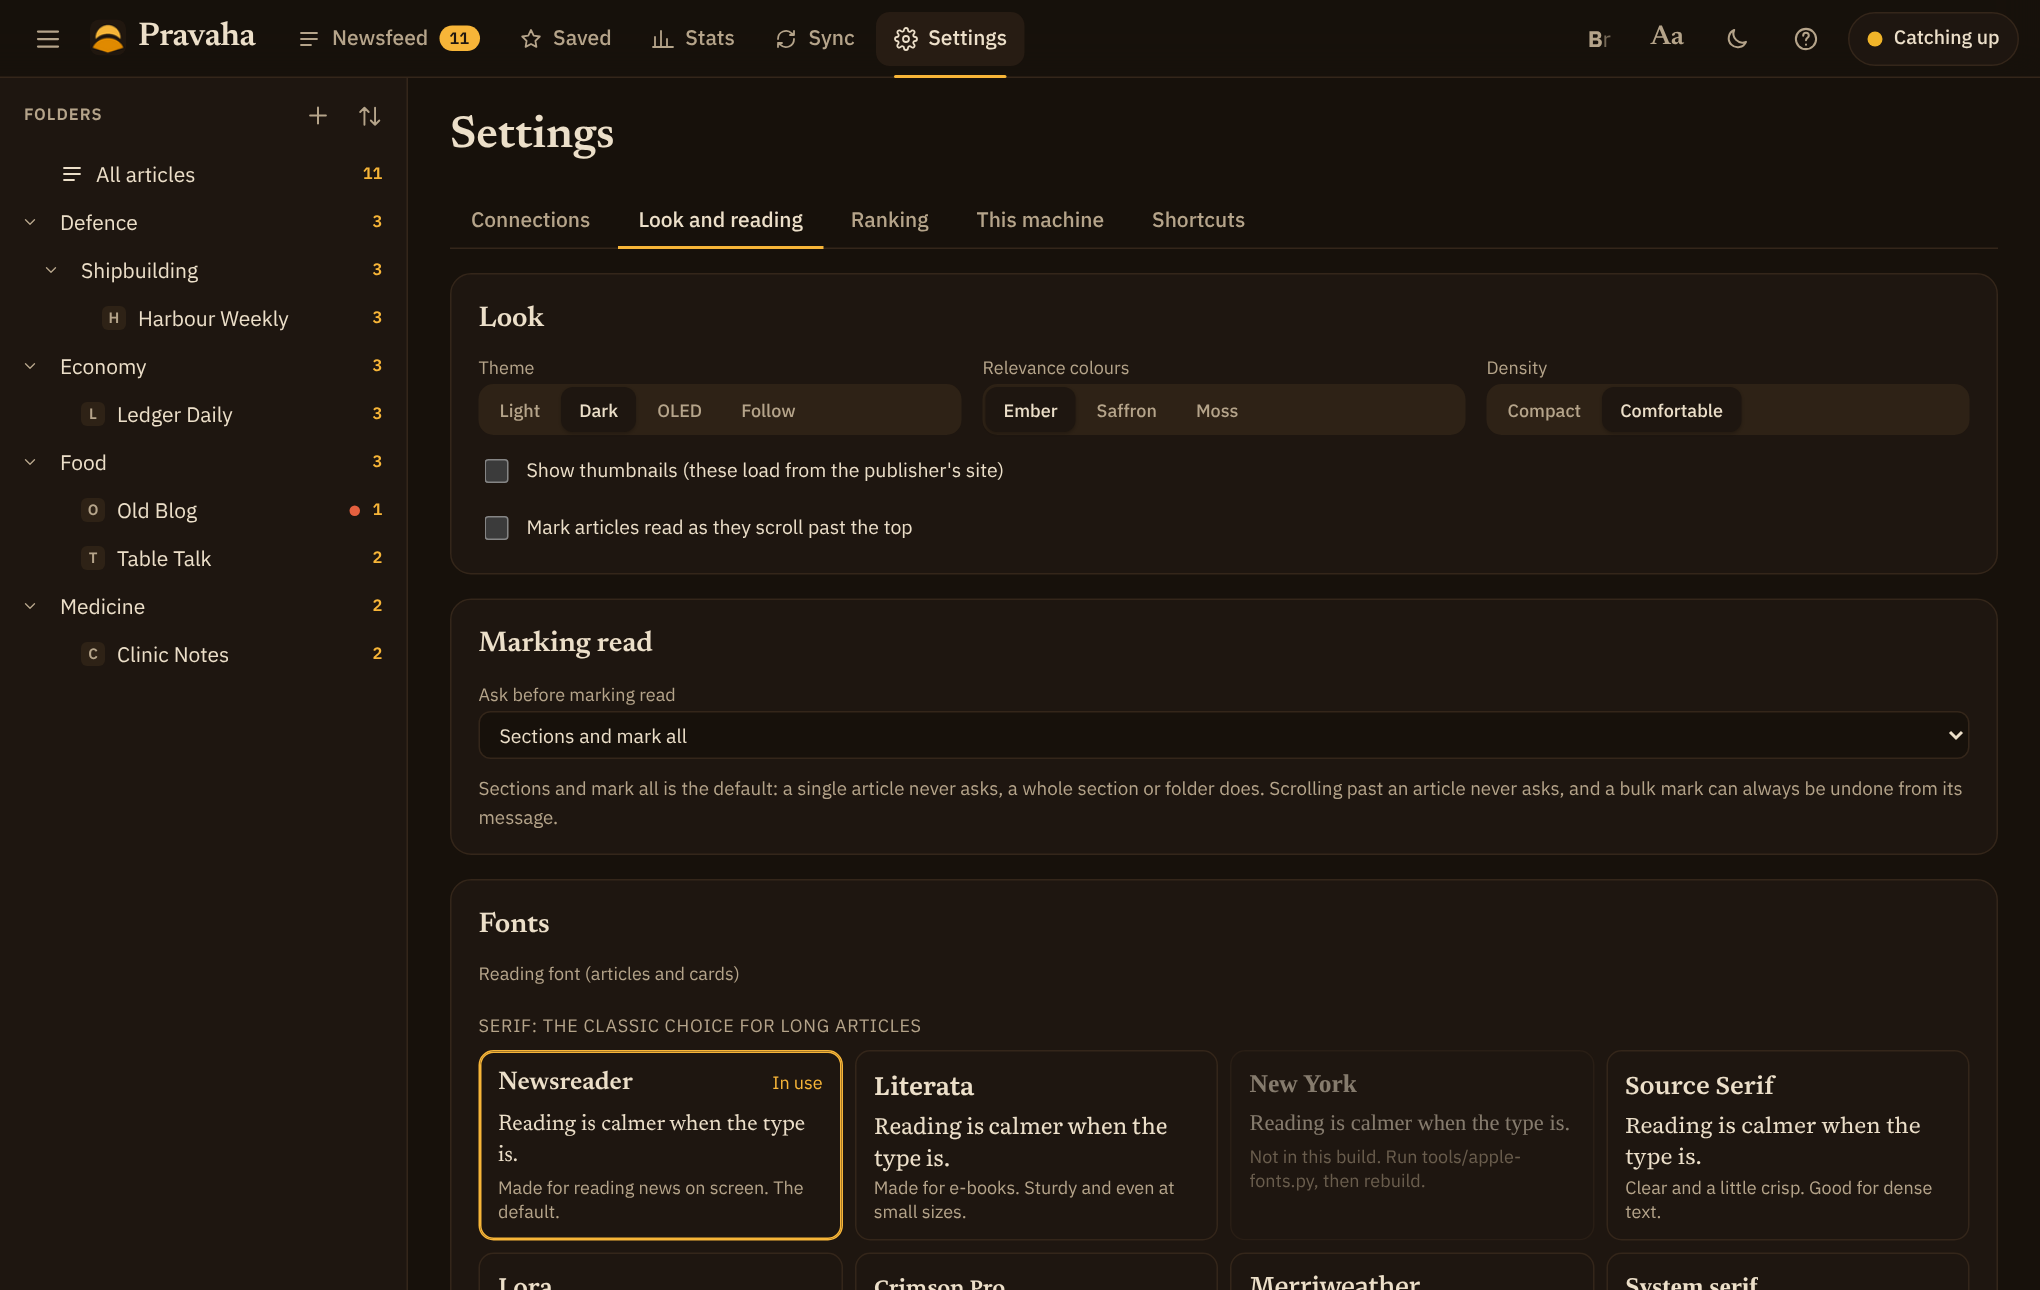 Pravaha
Newsfeed 11
Saved
Stats
Sync
Settings
Br
Aa
Catching up
FOLDERS
All articles 11
Defence 3
Shipbuilding 3
H Harbour Weekly 3
Economy 3
L Ledger Daily 3
Food 3
O Old Blog 1
T Table Talk 2
Medicine 2
C Clinic Notes 2
Settings
Connections Look and reading Ranking This machine Shortcuts
Look
Theme
Light Dark OLED Follow
Relevance colours
Ember Saffron Moss
Density
Compact Comfortable
Show thumbnails (these load from the publisher's site)
Mark articles read as they scroll past the top
Marking read
Ask before marking read
Sections and mark all
Sections and mark all is the default: a single article never asks, a whole section or folder does. Scrolling past an article never asks, and a bulk mark can always be undone from its
message.
Fonts
Reading font (articles and cards)
SERIF: THE CLASSIC CHOICE FOR LONG ARTICLES
Newsreader In use
Reading is calmer when the type
is.
Made for reading news on screen. The
default.
Literata
Reading is calmer when the
type is.
Made for e-books. Sturdy and even at
small sizes.
New York
Reading is calmer when the type is.
Not in this build. Run tools/apple-
fonts.py, then rebuild.
Source Serif
Reading is calmer when the
type is.
Clear and a little crisp. Good for dense
text.
Lora
Crimson Pro
Merriweather
System serif